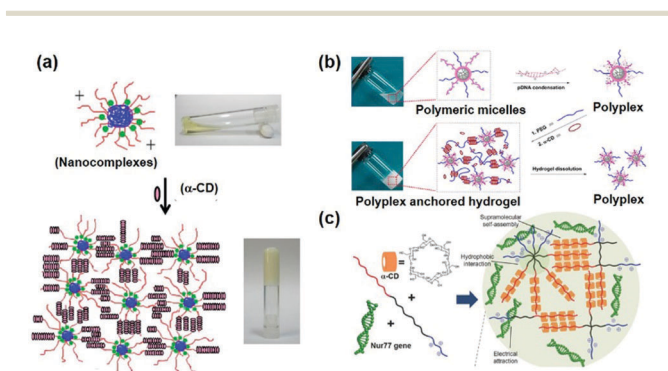 (a)
+
+
(Nanocomplexes)
(α-CD)
(b)
Polymeric micelles
pDNA condensation
Polyplex
1. PEG
2. α-CD
Polyplex anchored hydrogel
Hydrogel dissolution
Polyplex
(c)
α-CD
=
+
+
Nur77 gene
Supramolecular
self-assembly
Hydrophobic
interaction
Electrical
attraction